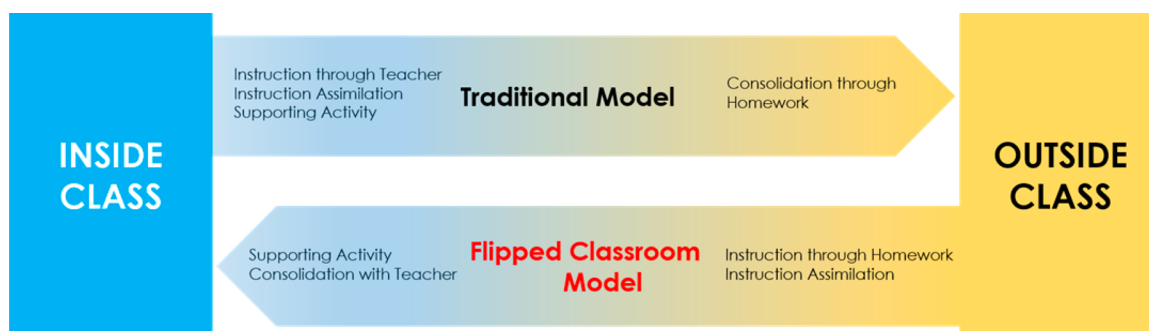 INSIDE
CLASS
Instruction through Teacher
Instruction Assimilation
Supporting Activity
Traditional Model
Consolidation through
Homework
Supporting Activity
Consolidation with Teacher
Flipped Classroom
Model
Instruction through Homework
Instruction Assimilation
OUTSIDE
CLASS